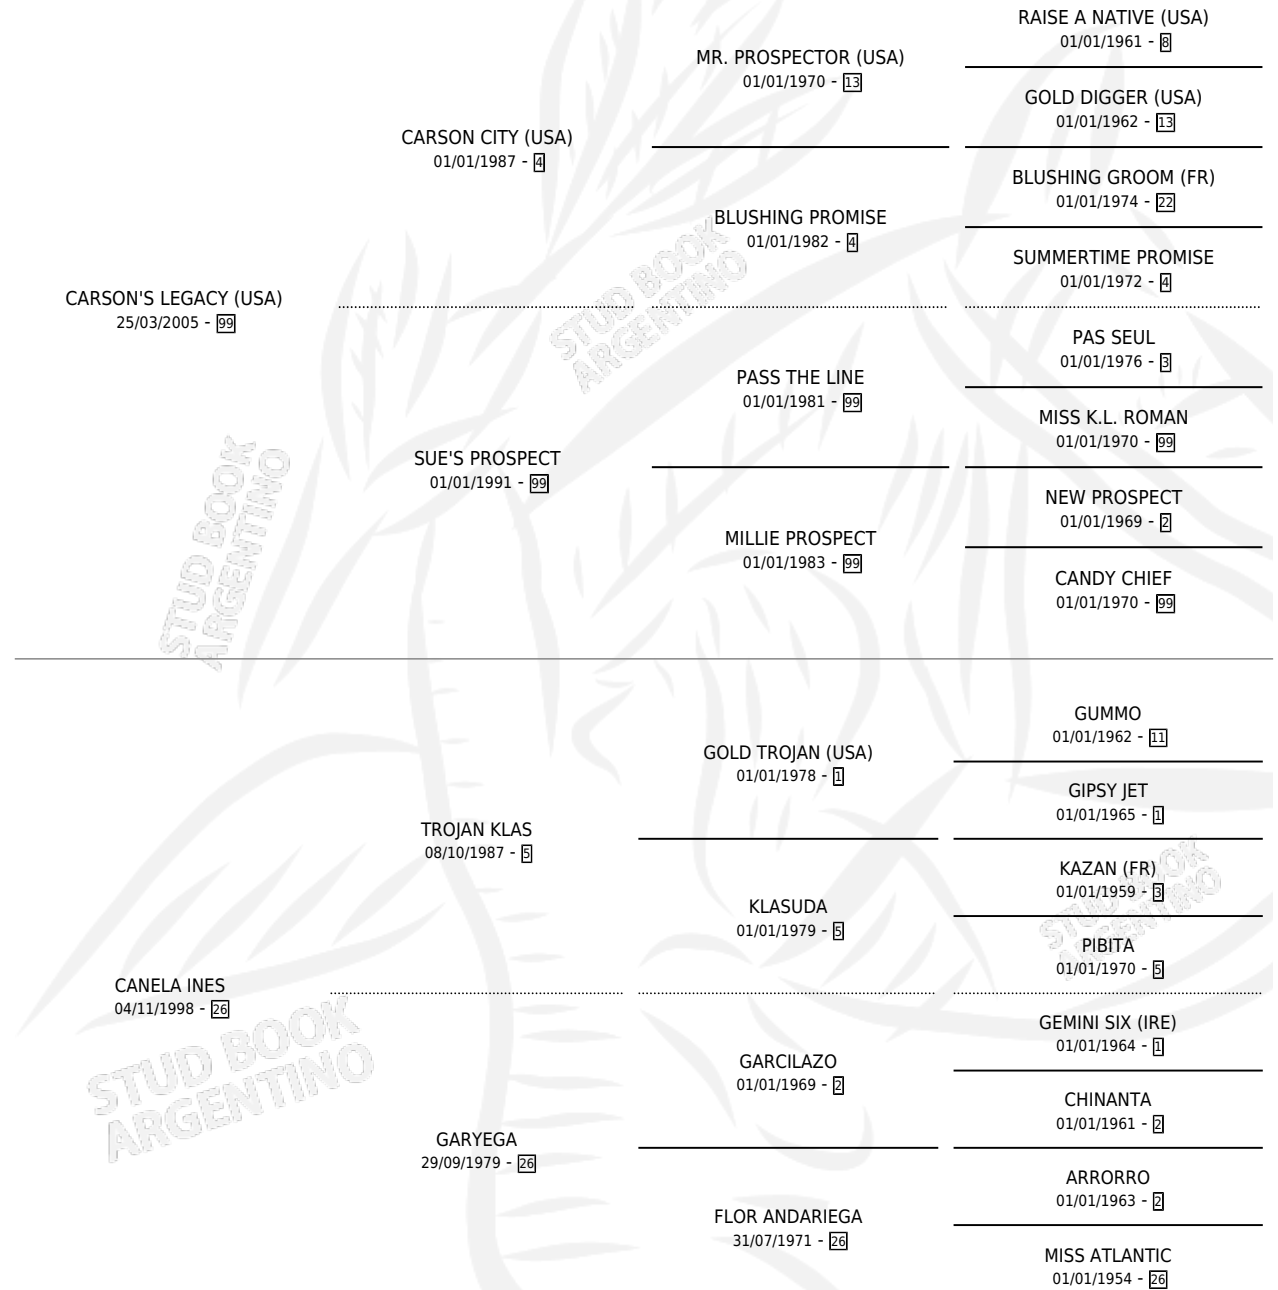 RAISE A NATIVE (USA)
01/01/1961 - 8
MR. PROSPECTOR (USA)
01/01/1970 - 13
GOLD DIGGER (USA)
01/01/1962 - 13
CARSON CITY (USA)
01/01/1987 - 4
BLUSHING GROOM (FR)
01/01/1974 - 22
BLUSHING PROMISE
01/01/1982 - 4
SUMMERTIME PROMISE
01/01/1972 - 4
CARSON'S LEGACY (USA)
25/03/2005 - 99
PAS SEUL
01/01/1976 - 3
PASS THE LINE
01/01/1981 - 99
MISS K.L. ROMAN
01/01/1970 - 99
SUE'S PROSPECT
01/01/1991 - 99
NEW PROSPECT
01/01/1969 - 2
MILLIE PROSPECT
01/01/1983 - 99
CANDY CHIEF
01/01/1970 - 99
GUMMO
01/01/1962 - 11
GOLD TROJAN (USA)
01/01/1978 - 1
GIPSY JET
01/01/1965 - 1
TROJAN KLAS
08/10/1987 - 5
KAZAN (FR)
01/01/1959 - 3
KLASUDA
01/01/1979 - 5
PIBITA
01/01/1970 - 5
CANELA INES
04/11/1998 - 26
GEMINI SIX (IRE)
01/01/1964 - 1
GARCILAZO
01/01/1969 - 2
CHINANTA
01/01/1961 - 2
GARYEGA
29/09/1979 - 26
ARRORRO
01/01/1963 - 2
FLOR ANDARIEGA
31/07/1971 - 26
MISS ATLANTIC
01/01/1954 - 26
STUD BOOK
ARGENTINO
STUD BOOK
ARGENTINO
STUD BOOK
ARGENTINO
STUD BOOK
ARGENTINO